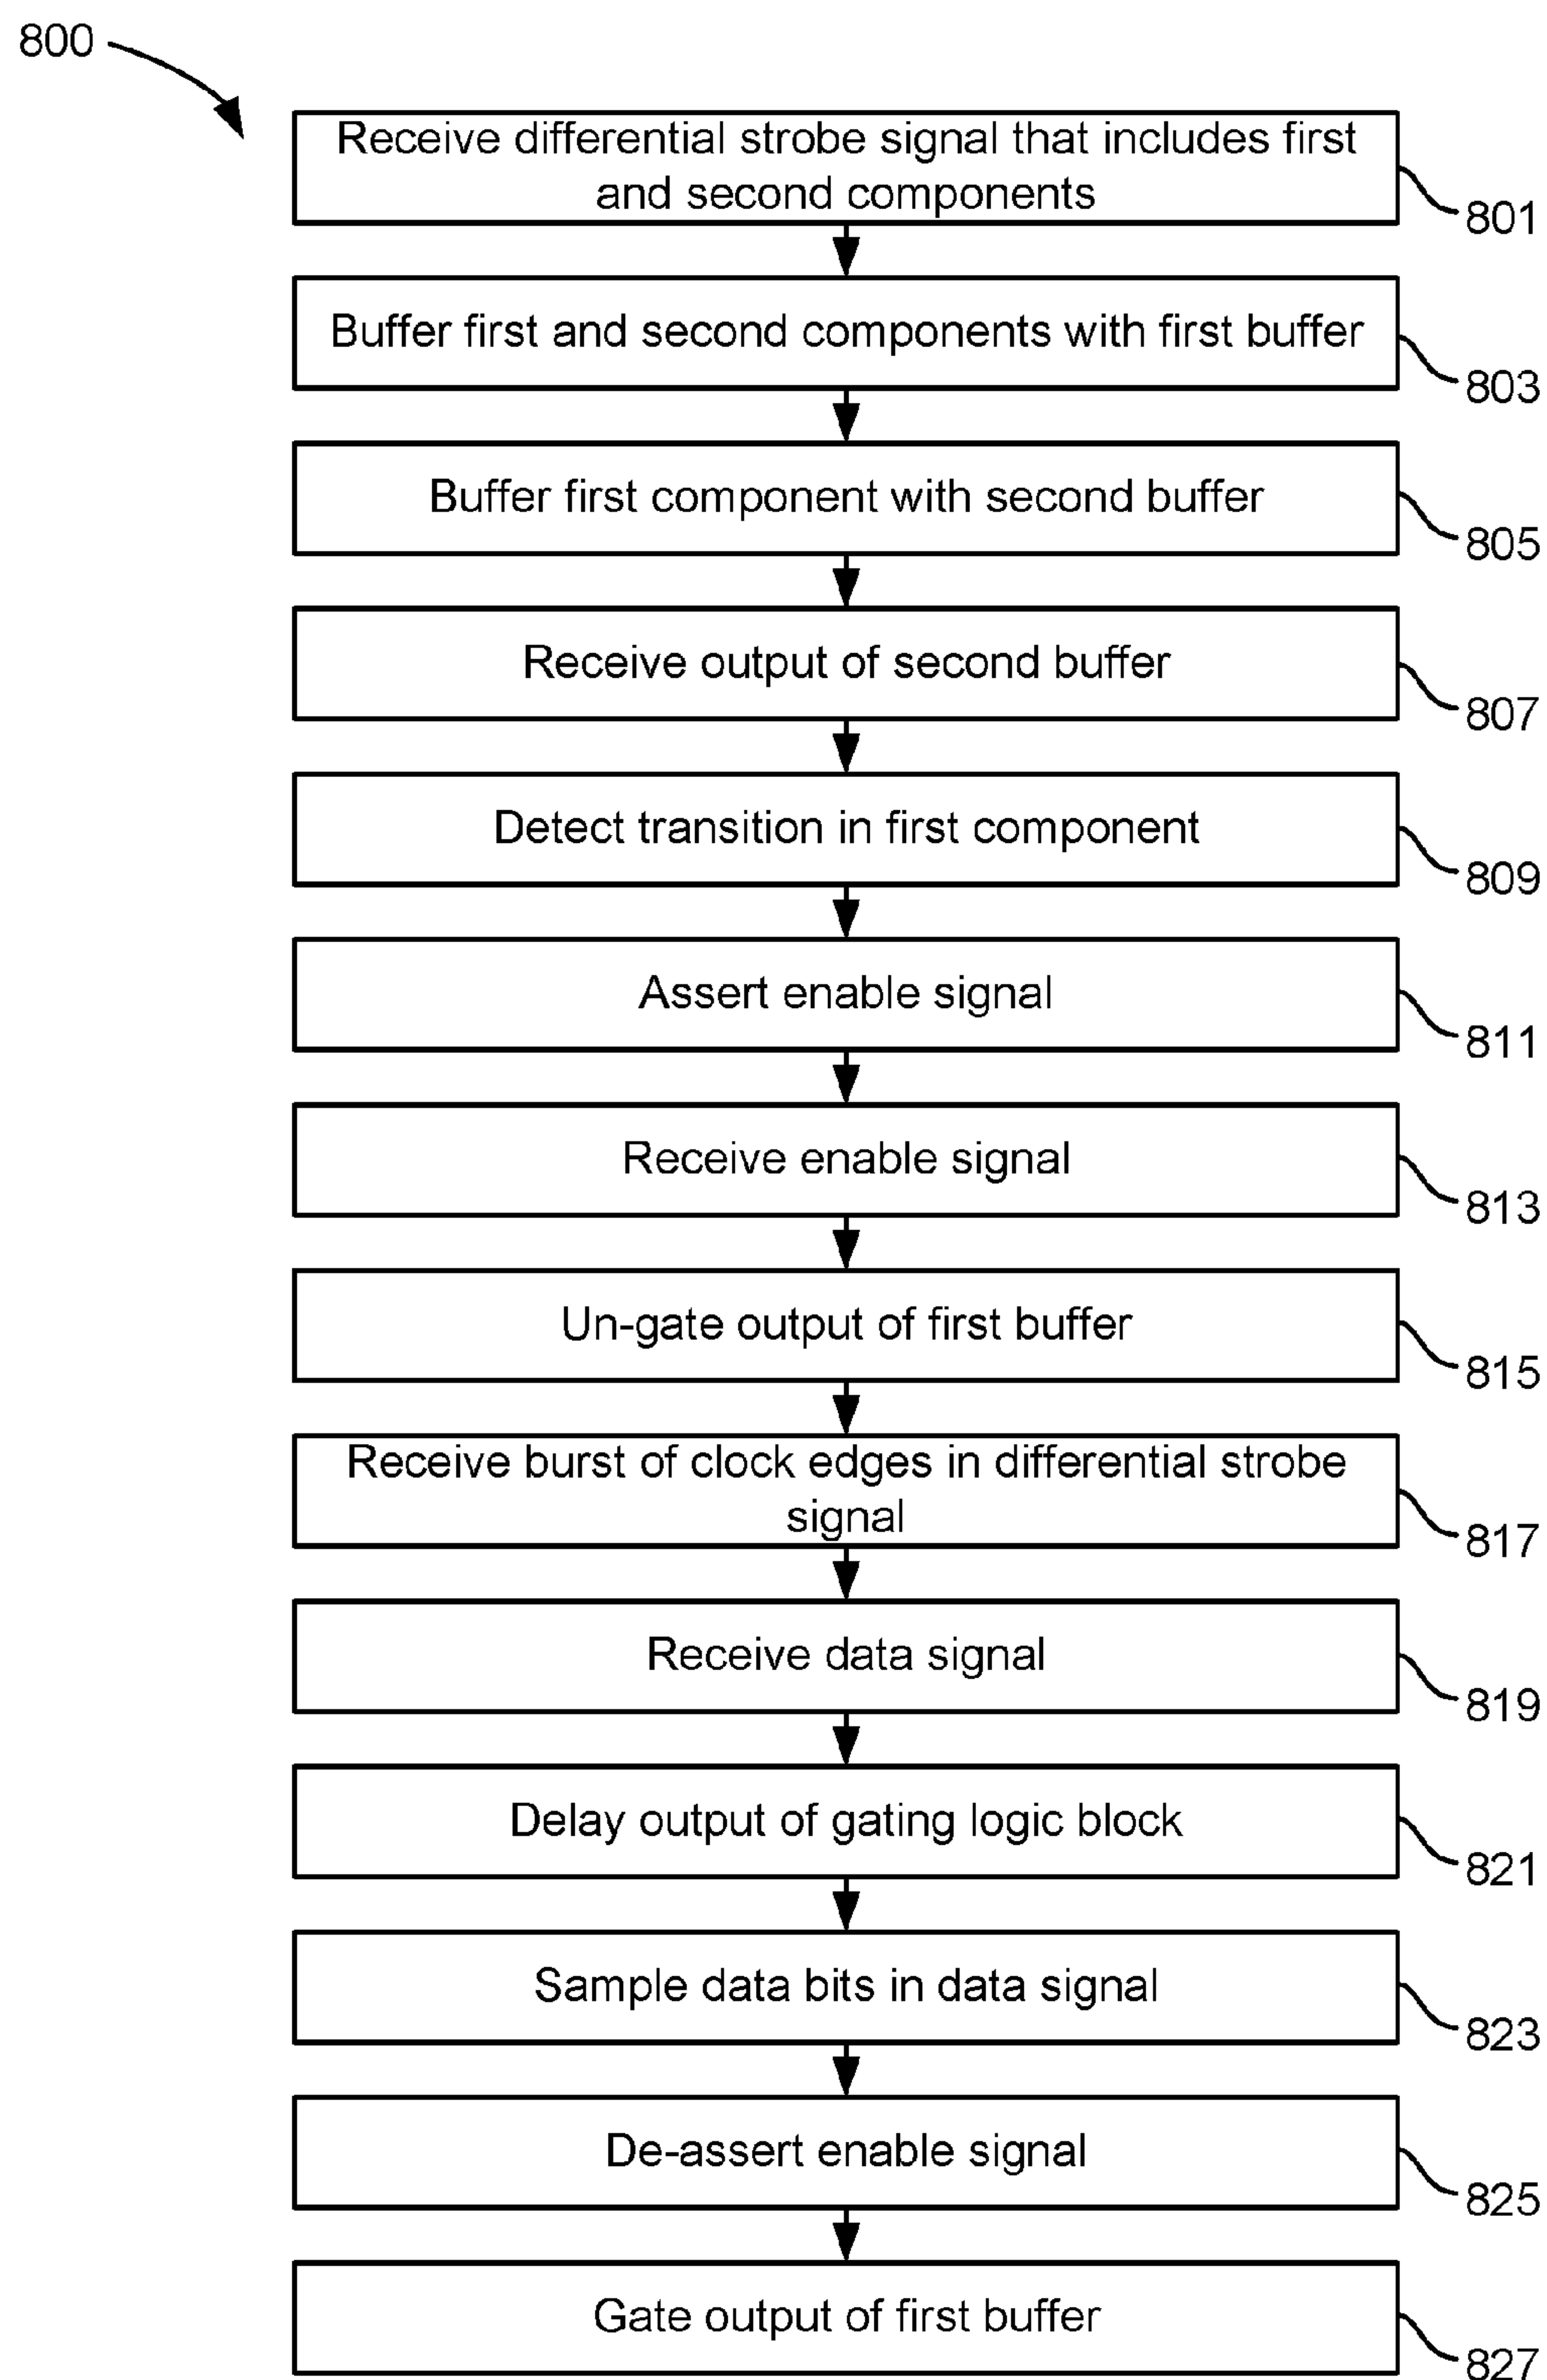 800
Receive differential strobe signal that includes first
and second components
801
Buffer first and second components with first buffer
803
Buffer first component with second buffer
805
Receive output of second buffer
807
Detect transition in first component
809
Assert enable signal
811
Receive enable signal
813
Un-gate output of first buffer
815
Receive burst of clock edges in differential strobe
signal
817
Receive data signal
819
Delay output of gating logic block
821
Sample data bits in data signal
823
De-assert enable signal
825
Gate output of first buffer
827